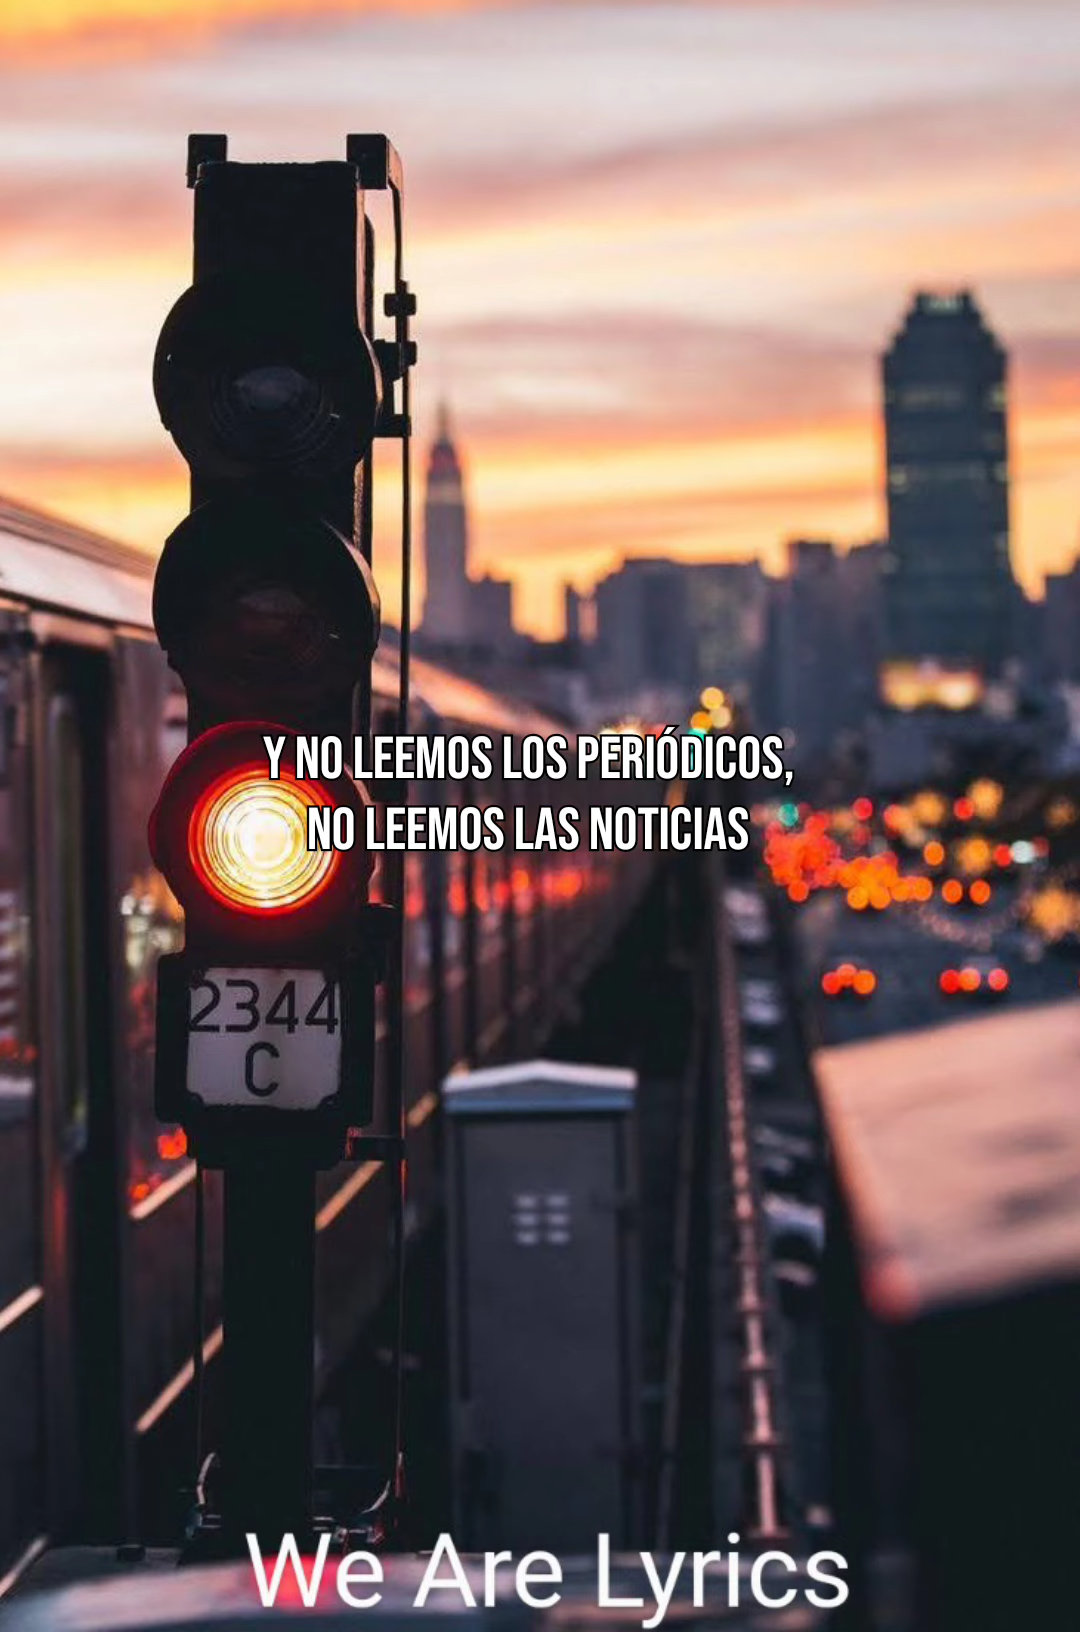 Y NO LEEMOS LOS PERIÓDICOS,
NO LEEMOS LAS NOTICIAS
2344
C
We Are Lyrics